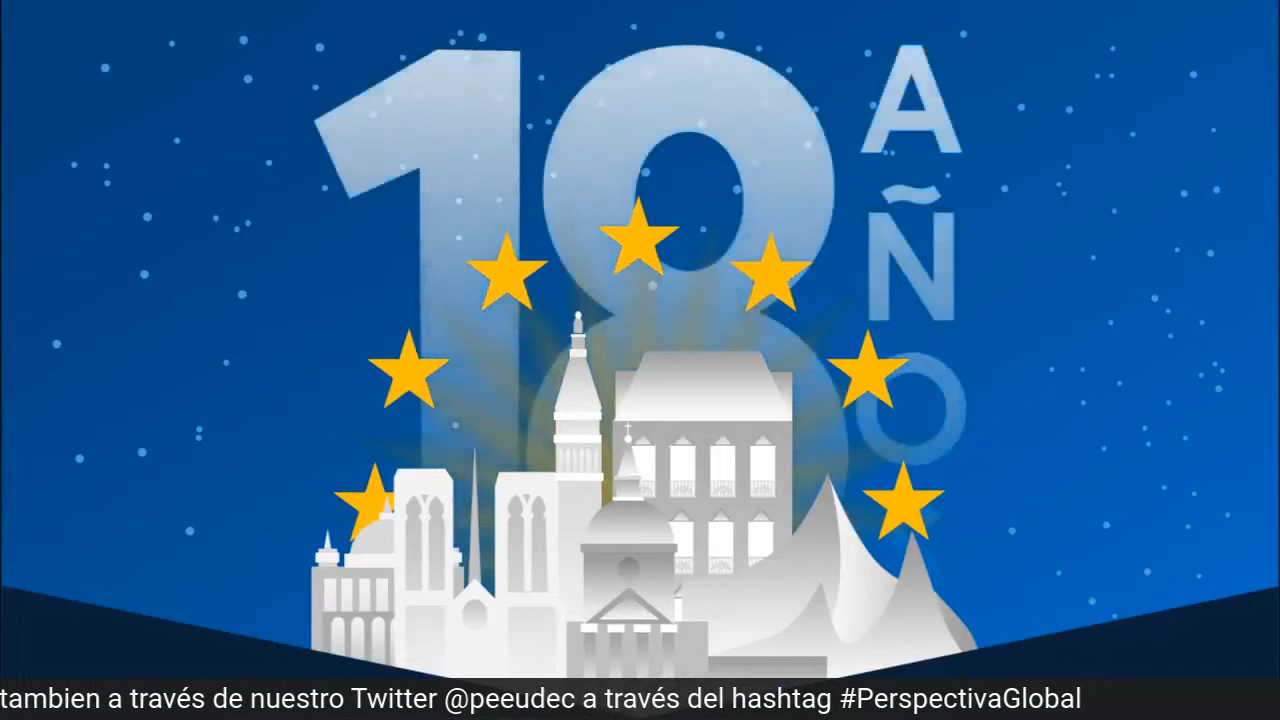 18
AÑO
tambien a través de nuestro Twitter @peeudec a través del hashtag #PerspectivaGlobal